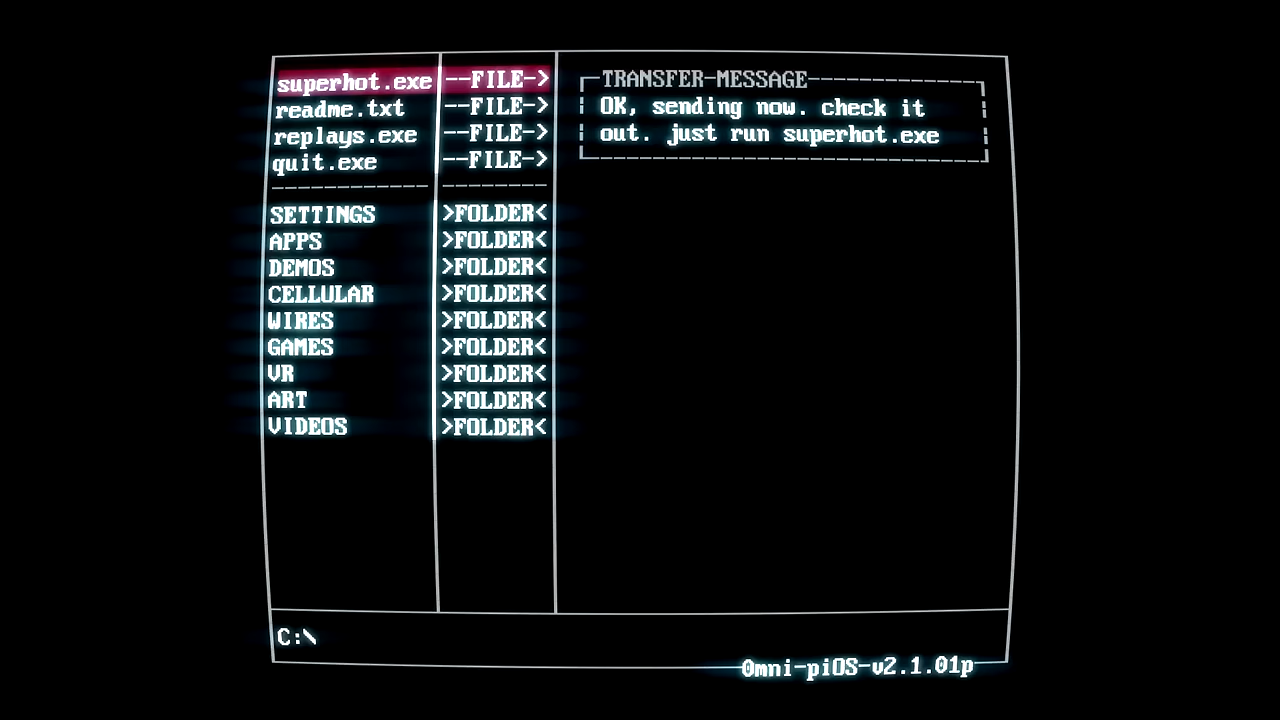 superhot.exe --FILE->
readme.txt --FILE->
replays.exe --FILE->
quit.exe --FILE->
SETTINGS >FOLDER<
APPS >FOLDER<
DEMOS >FOLDER<
CELLULAR >FOLDER<
WIRES >FOLDER<
GAMES >FOLDER<
VR >FOLDER<
ART >FOLDER<
VIDEOS >FOLDER<
TRANSFER-MESSAGE
OK, sending now. check it
out. just run superhot.exe
C:\
0mni-piOS-v2.1.01p